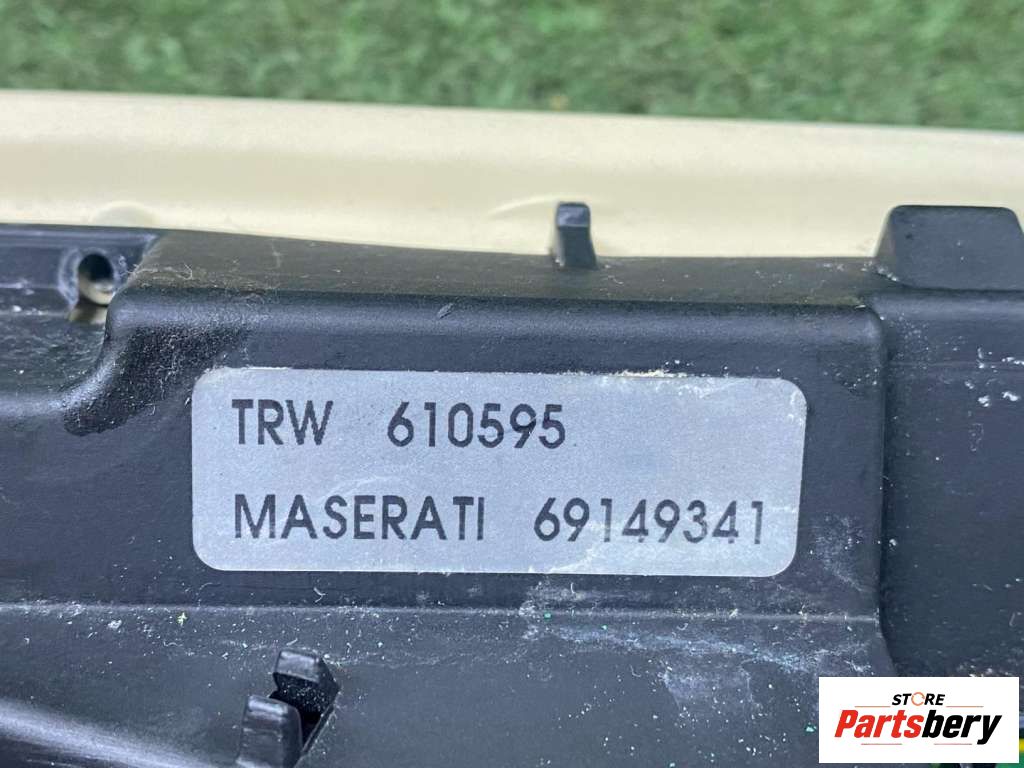 TRW 610595
MASERATI 69149341
STORE
Partsbery